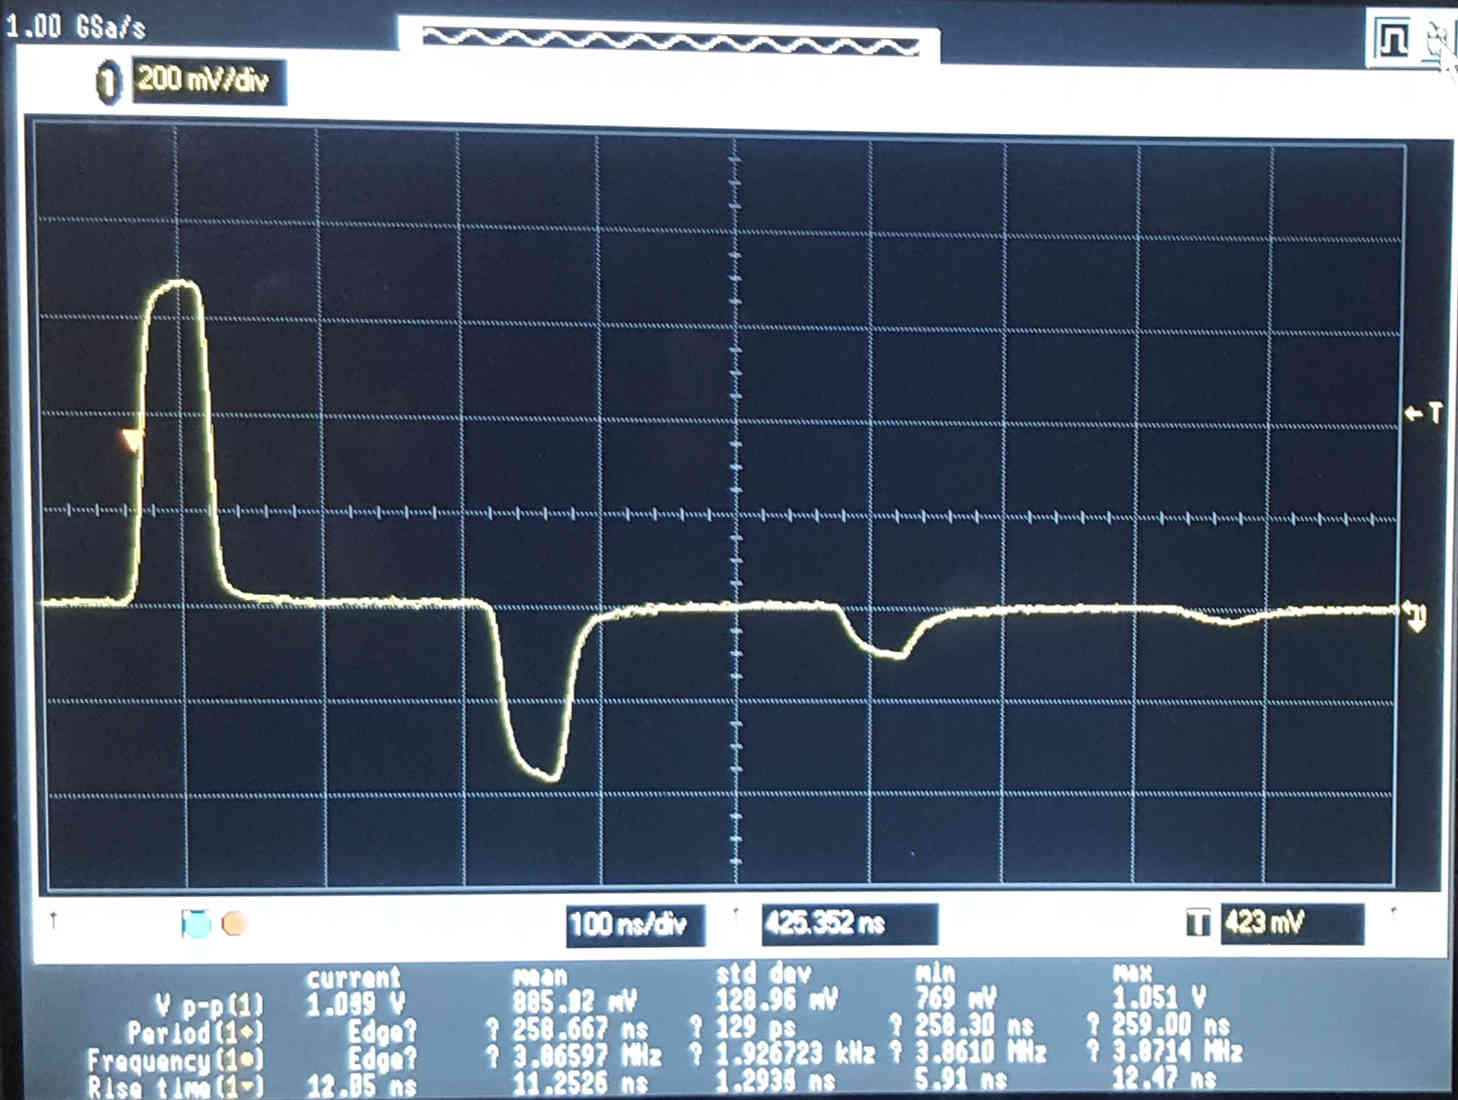 1.00 GSa/s
1 200 mV/div
T
100 ns/div 425.352 ns T 423 mV
current mean std dev min max
V p-p(1) 1.049 V 885.82 mV 128.96 mV 769 mV 1.051 V
Period(1) Edge? ? 258.667 ns ? 129 ps ? 258.30 ns ? 259.00 ns
Frequency(1) Edge? ? 3.86597 MHz ? 1.926723 kHz ? 3.8610 MHz ? 3.8714 MHz
Rise time(1) 12.05 ns 11.2526 ns 1.2936 ns 5.91 ns 12.47 ns